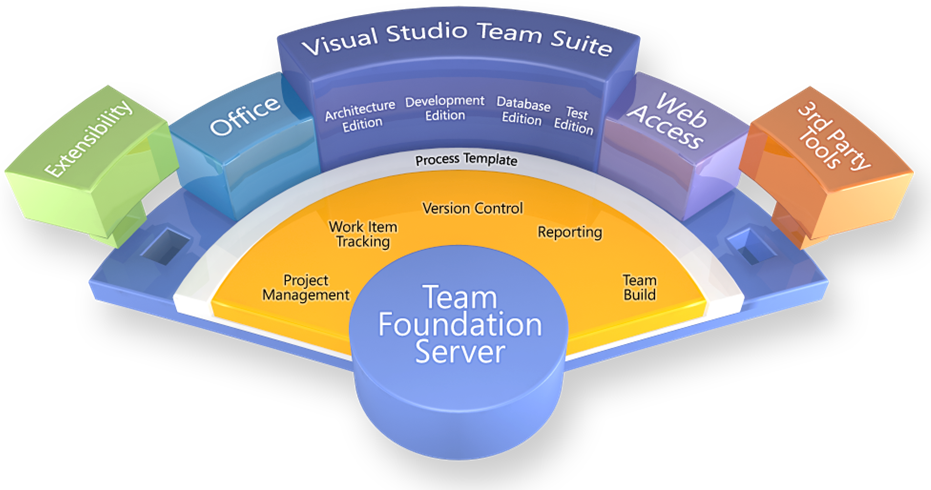 Visual Studio Team Suite
Architecture
Edition
Development
Edition
Database
Edition
Test
Edition
Extensibility
Office
Web
Access
3rd Party
Tools
Process Template
Version Control
Work Item
Tracking
Reporting
Project
Management
Team
Build
Team
Foundation
Server